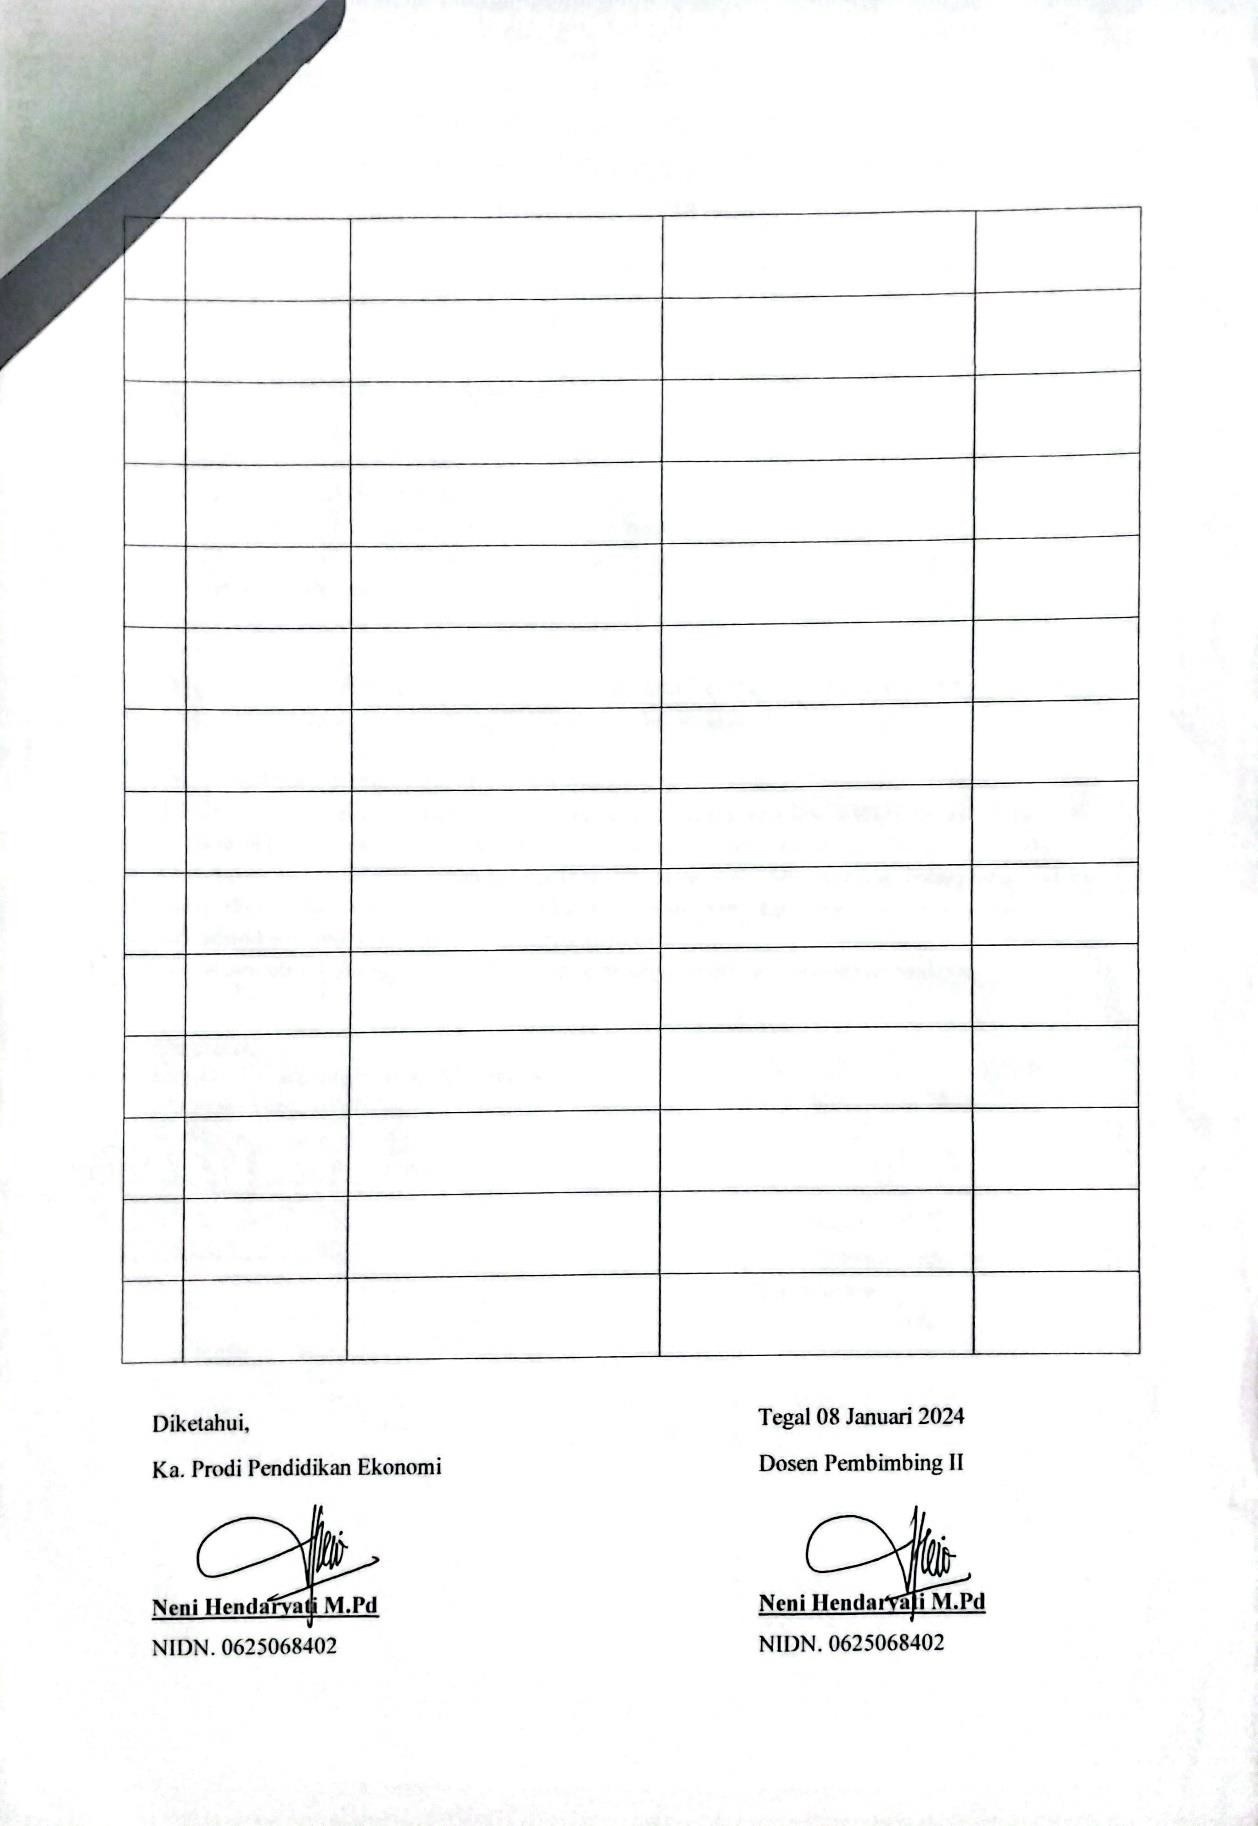 Diketahui,
Ka. Prodi Pendidikan Ekonomi
Neni Hendaryati M.Pd
NIDN. 0625068402
Tegal 08 Januari 2024
Dosen Pembimbing II
Neni Hendaryati M.Pd
NIDN. 0625068402